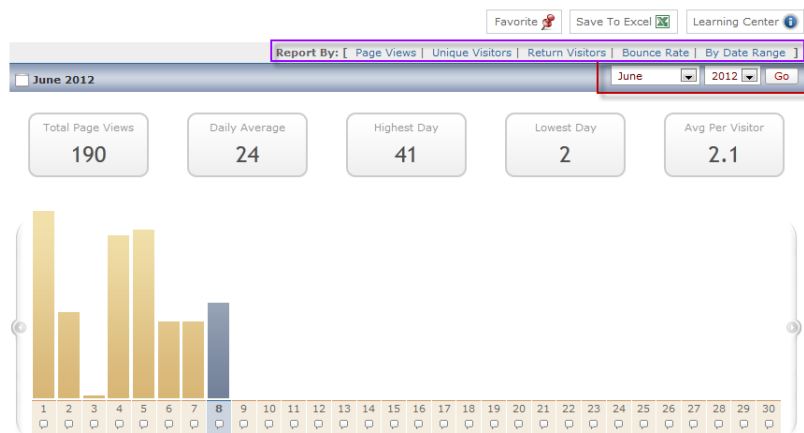 Favorite Save To Excel Learning Center
Report By: [ Page Views | Unique Visitors | Return Visitors | Bounce Rate | By Date Range ]
June 2012 June 2012 Go
Total Page Views Daily Average Highest Day Lowest Day Avg Per Visitor
190 24 41 2 2.1
1 2 3 4 5 6 7 8 9 10 11 12 13 14 15 16 17 18 19 20 21 22 23 24 25 26 27 28 29 30